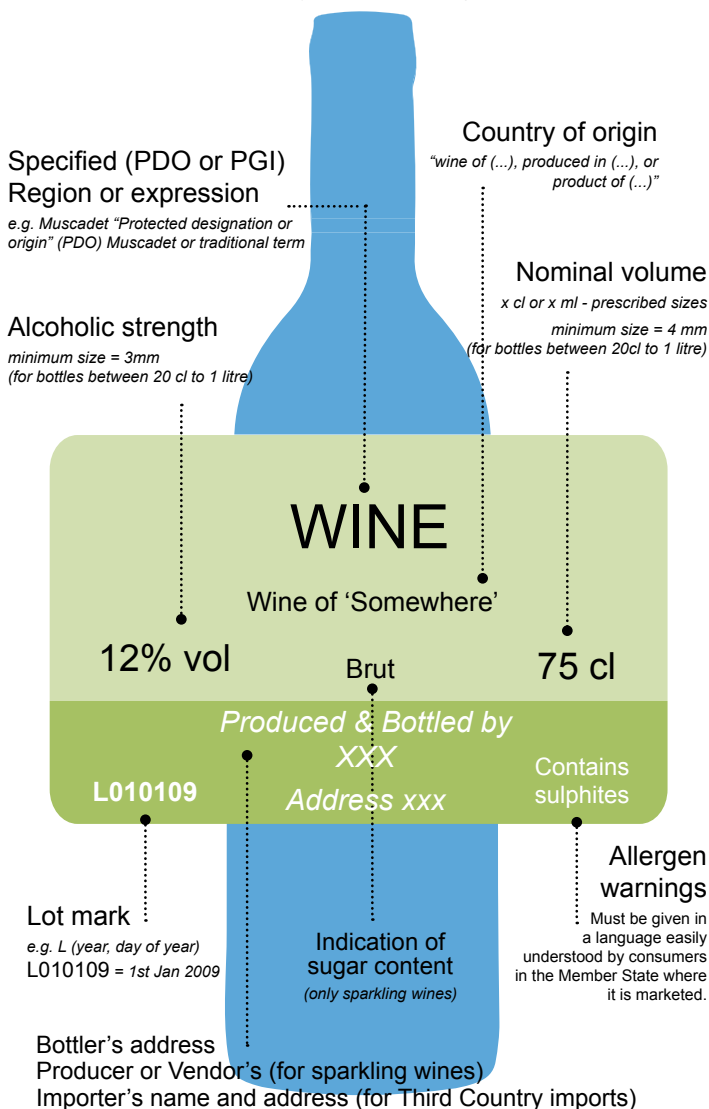 Specified (PDO or PGI)
Region or expression
e.g. Muscadet “Protected designation or
origin” (PDO) Muscadet or traditional term
Country of origin
“wine of (...), produced in (...), or
product of (...)”
Alcoholic strength
minimum size = 3mm
(for bottles between 20 cl to 1 litre)
Nominal volume
x cl or x ml - prescribed sizes
minimum size = 4 mm
(for bottles between 20cl to 1 litre)
WINE
Wine of ‘Somewhere’
12% vol
Brut
75 cl
Produced & Bottled by
XXX
Address xxx
L010109
Contains
sulphites
Lot mark
e.g. L (year, day of year)
L010109 = 1st Jan 2009
Indication of
sugar content
(only sparkling wines)
Allergen
warnings
Must be given in
a language easily
understood by consumers
in the Member State where
it is marketed.
Bottler’s address
Producer or Vendor’s (for sparkling wines)
Importer’s name and address (for Third Country imports)